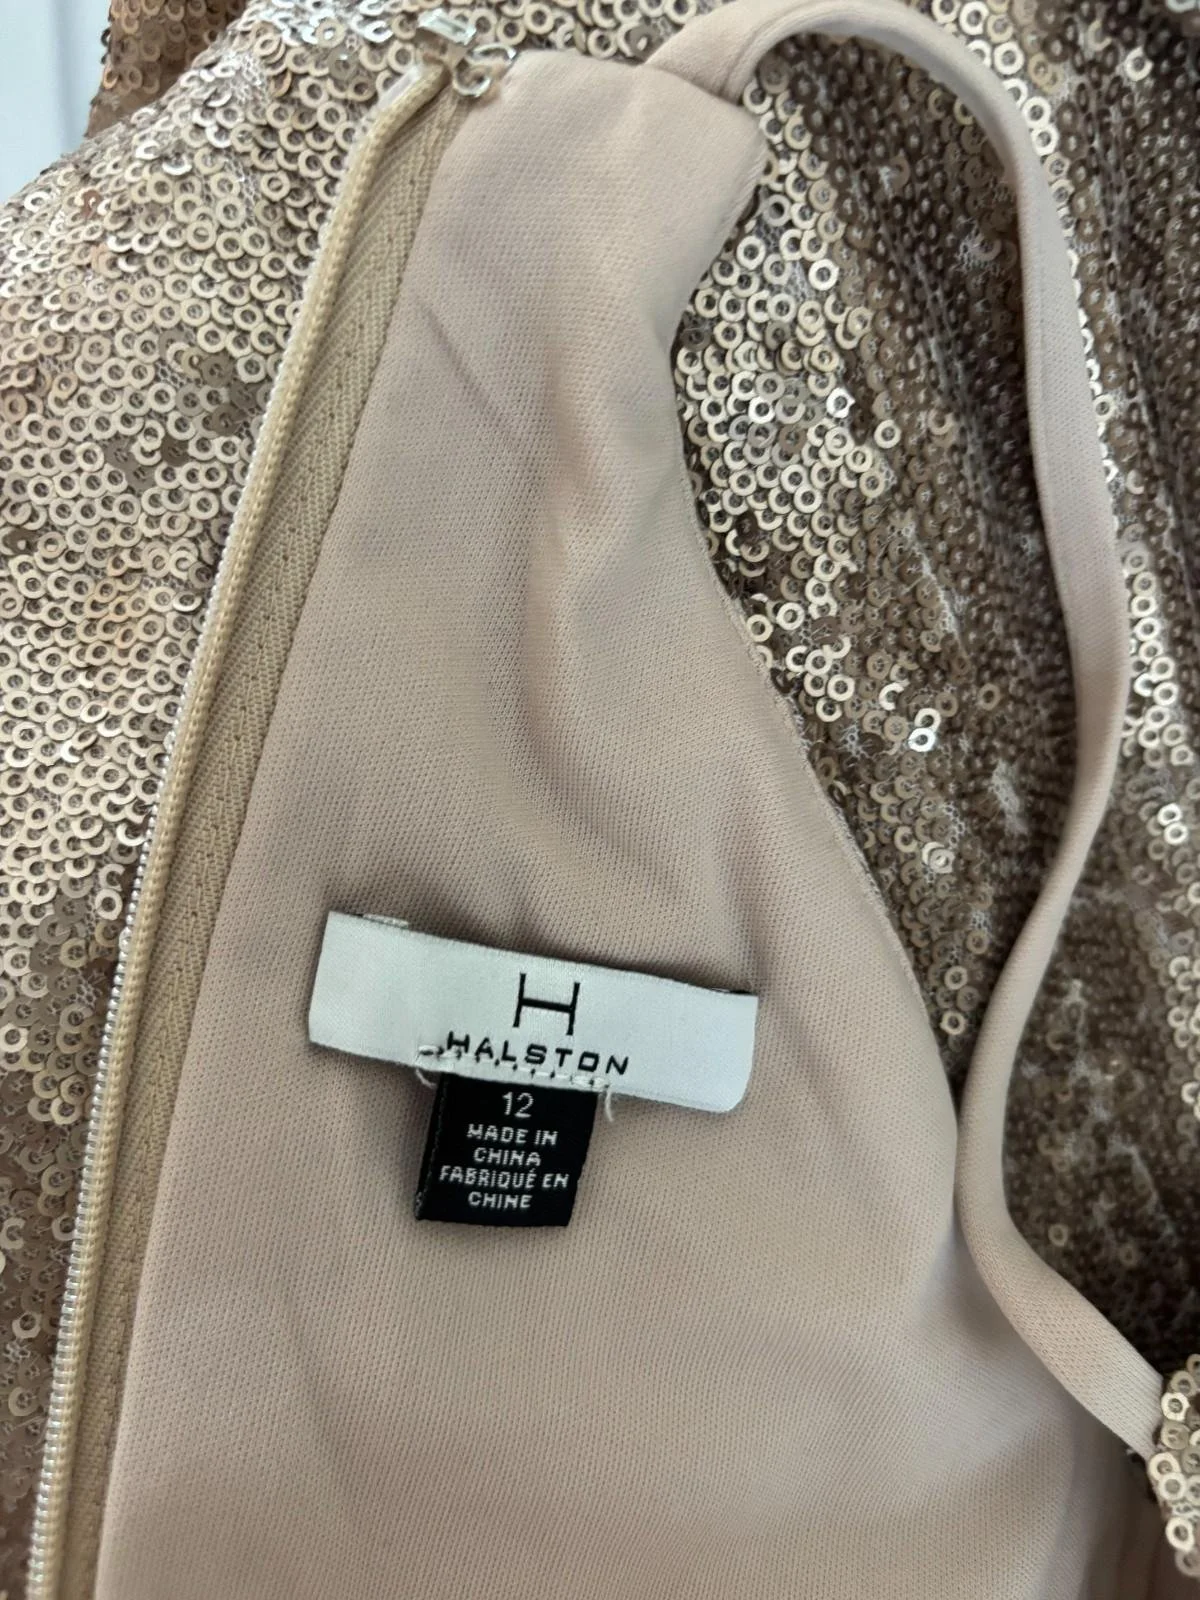 H
HALSTON
12
MADE IN
CHINA
FABRIQUÉ EN
CHINE